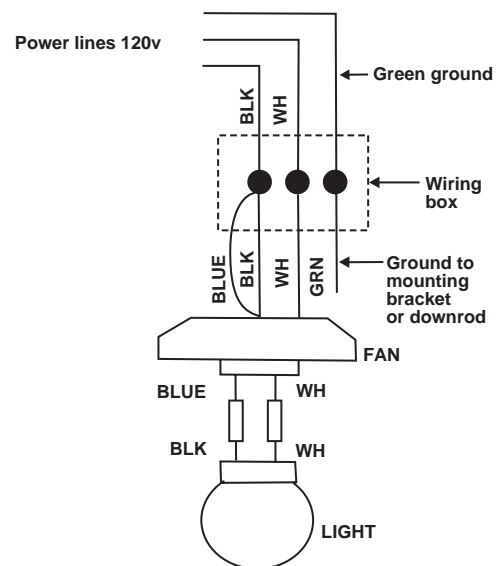 Power lines 120v
Green ground
BLK
WH
Wiring
box
BLUE
BLK
WH
GRN
Ground to
mounting
bracket
or downrod
FAN
BLUE
WH
BLK
WH
LIGHT